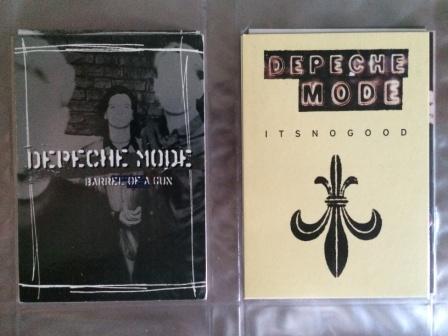 DEPECHE MODE
BARREL OF A GUN
DEPECHE
MODE
ITSNOGOOD